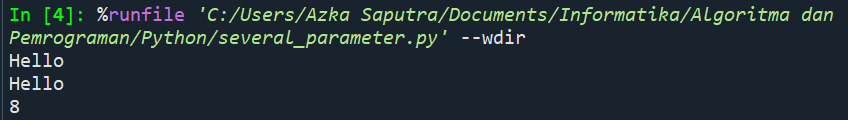 In [4]: %runfile 'C:/Users/Azka Saputra/Documents/Informatika/Algoritma dan
Pemrograman/Python/several_parameter.py' --wdir
Hello
Hello
8